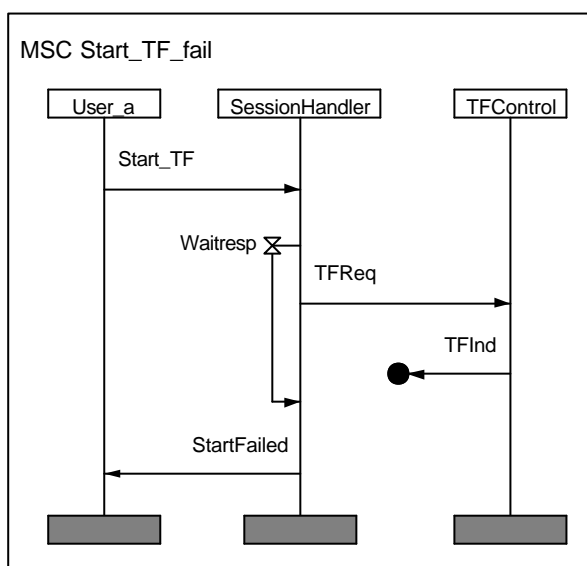 MSC Start_TF_fail
User_a
SessionHandler
TFControl
Start_TF
Waitresp
TFReq
TFInd
StartFailed